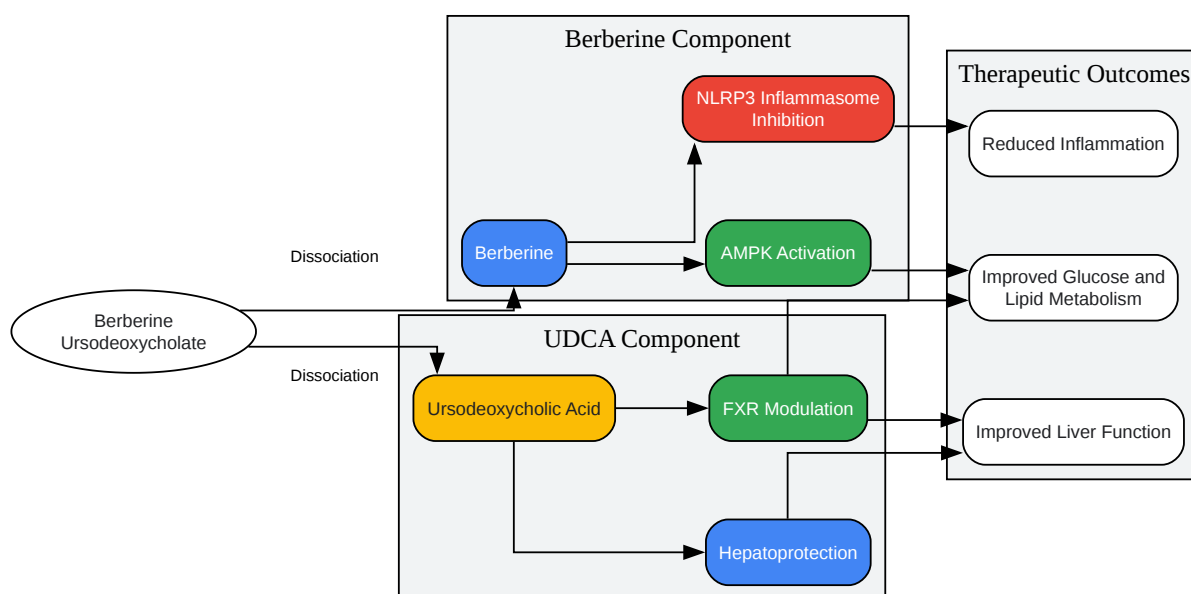 Berberine Component
Therapeutic Outcomes
NLRP3 Inflammasome
Inhibition
Reduced Inflammation
Dissociation
Berberine
AMPK Activation
Improved Glucose and
Lipid Metabolism
Berberine
Ursodeoxycholate
UDCA Component
Dissociation
Ursodeoxycholic Acid
FXR Modulation
Improved Liver Function
Hepatoprotection